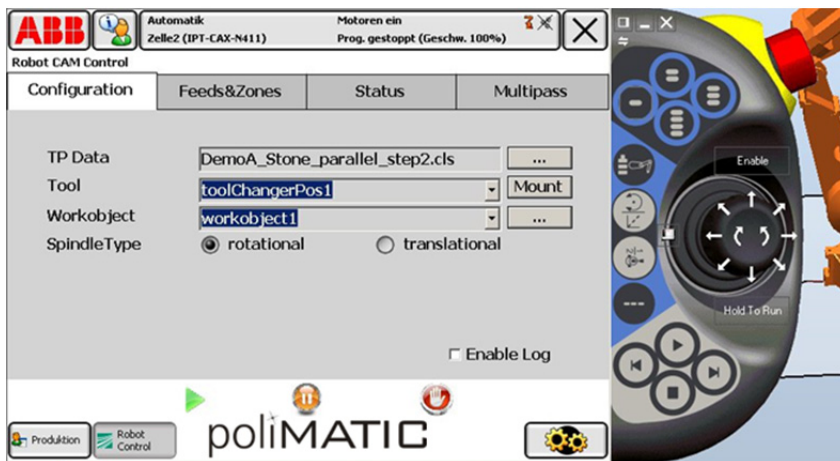 ABB
Automatik
Zelle2 (IPT-CAX-N411)
Motoren ein
Prog. gestoppt (Geschw. 100%)
Robot CAM Control
Configuration
Feeds&Zones
Status
Multipass
TP Data
DemoA_Stone_parallel_step2.cls
...
Tool
toolChangerPos1
Mount
Workobject
workobject1
...
SpindleType
rotational
translational
Enable Log
Produktion
Robot
Control
poliMATIC
Enable
Hold To Run